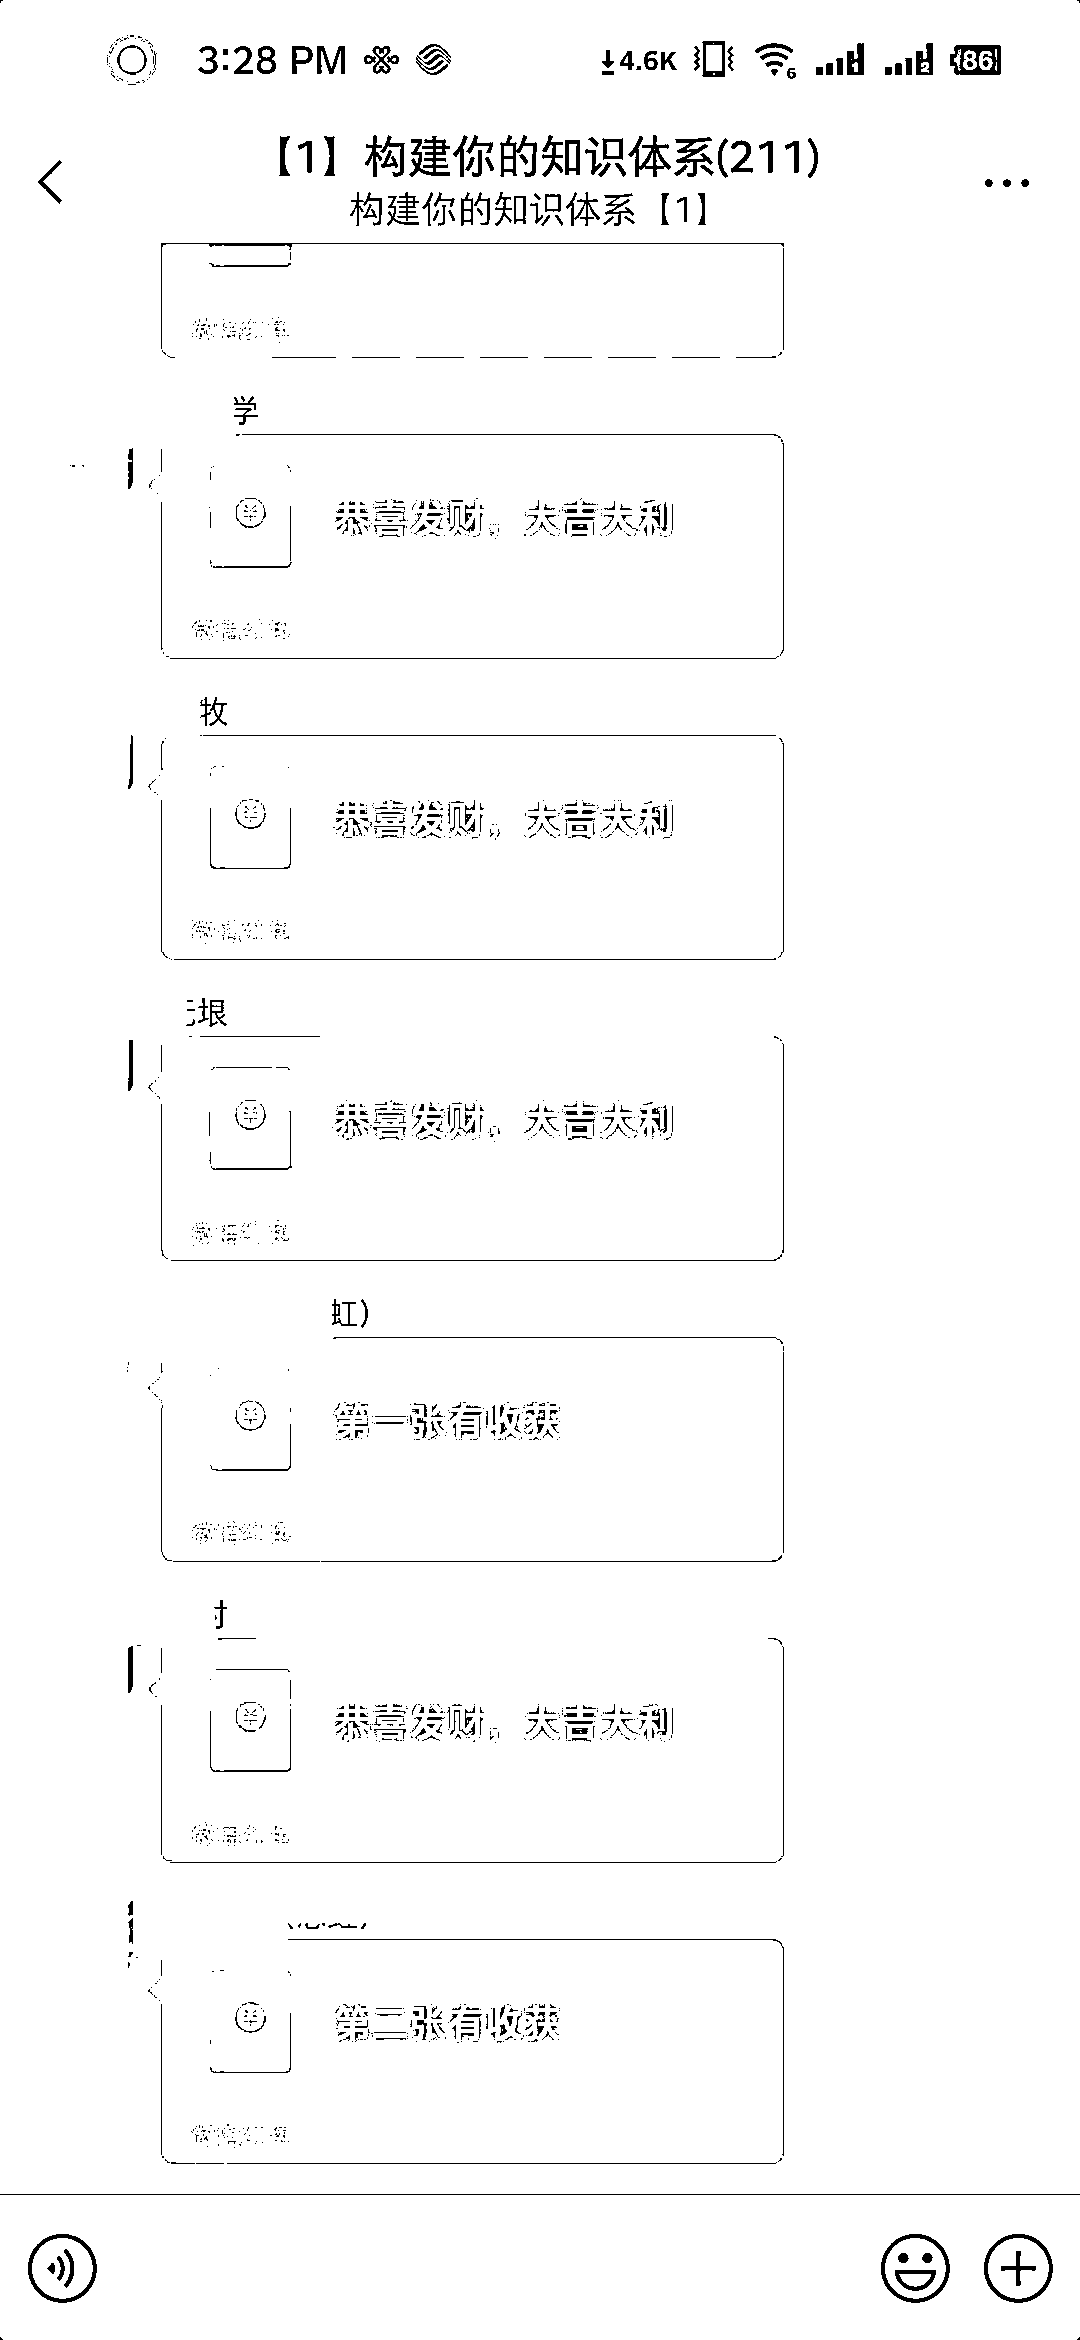 3:28 PM
4.6K
6
1
2
86
【1】构建你的知识体系(211)
构建你的知识体系【1】
微信红包
学
恭喜发财，大吉大利
微信红包
牧
恭喜发财，大吉大利
微信红包
垠
恭喜发财，大吉大利
微信红包
虹）
第一张有收获
微信红包
恭喜发财，大吉大利
微信红包
第二张有收获
微信红包